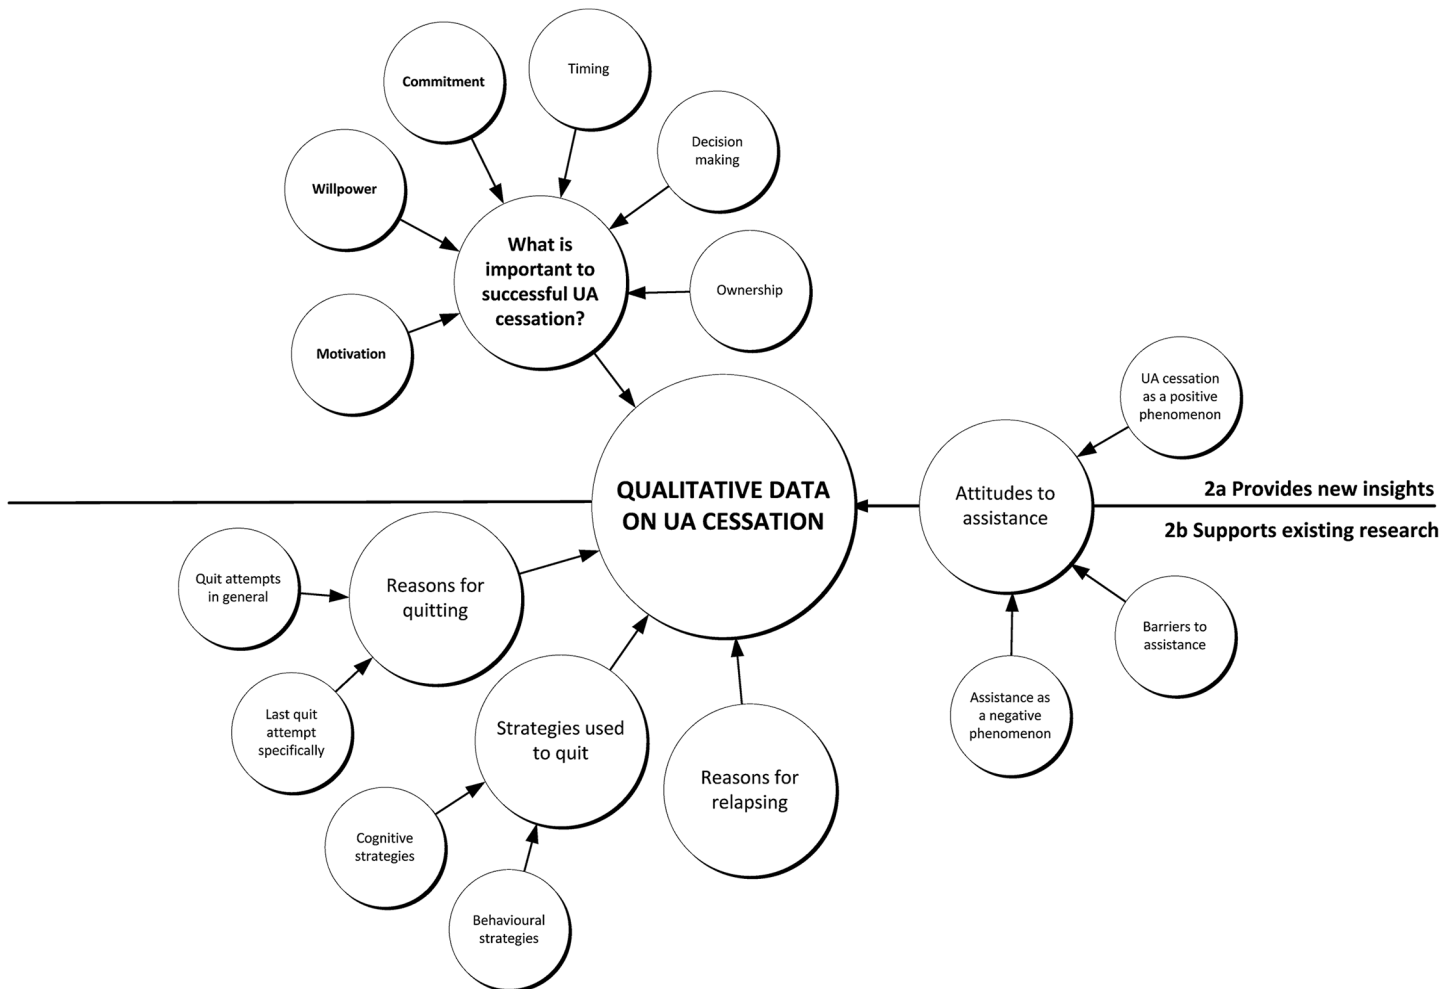 Commitment
Timing
Decision
making
Willpower
What is
important to
successful UA
cessation?
Ownership
Motivation
UA cessation
as a positive
phenomenon
QUALITATIVE DATA
ON UA CESSATION
Attitudes to
assistance
2a Provides new insights
2b Supports existing research
Quit attempts
in general
Reasons for
quitting
Barriers to
assistance
Last quit
attempt
specifically
Strategies used
to quit
Assistance as
a negative
phenomenon
Reasons for
relapsing
Cognitive
strategies
Behavioural
strategies